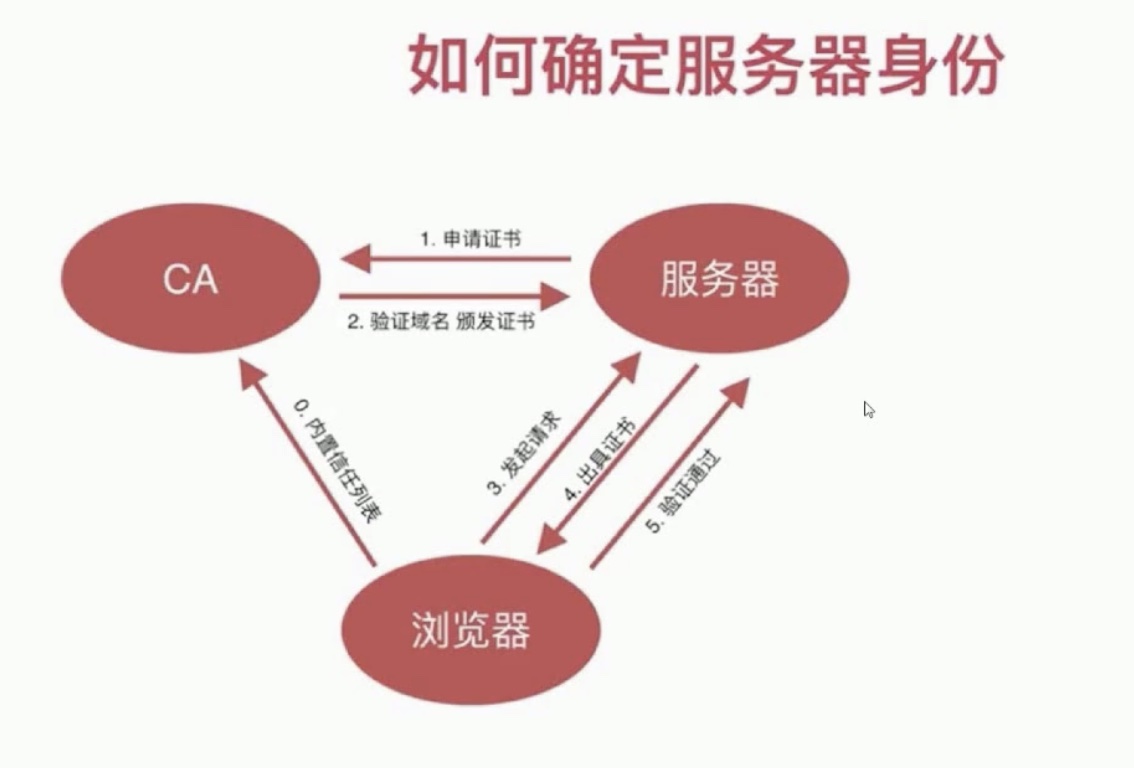 如何确定服务器身份
CA
1. 申请证书
服务器
2. 验证域名 颁发证书
0. 内置信任列表
3. 发起请求
4. 出具证书
5. 验证通过
浏览器